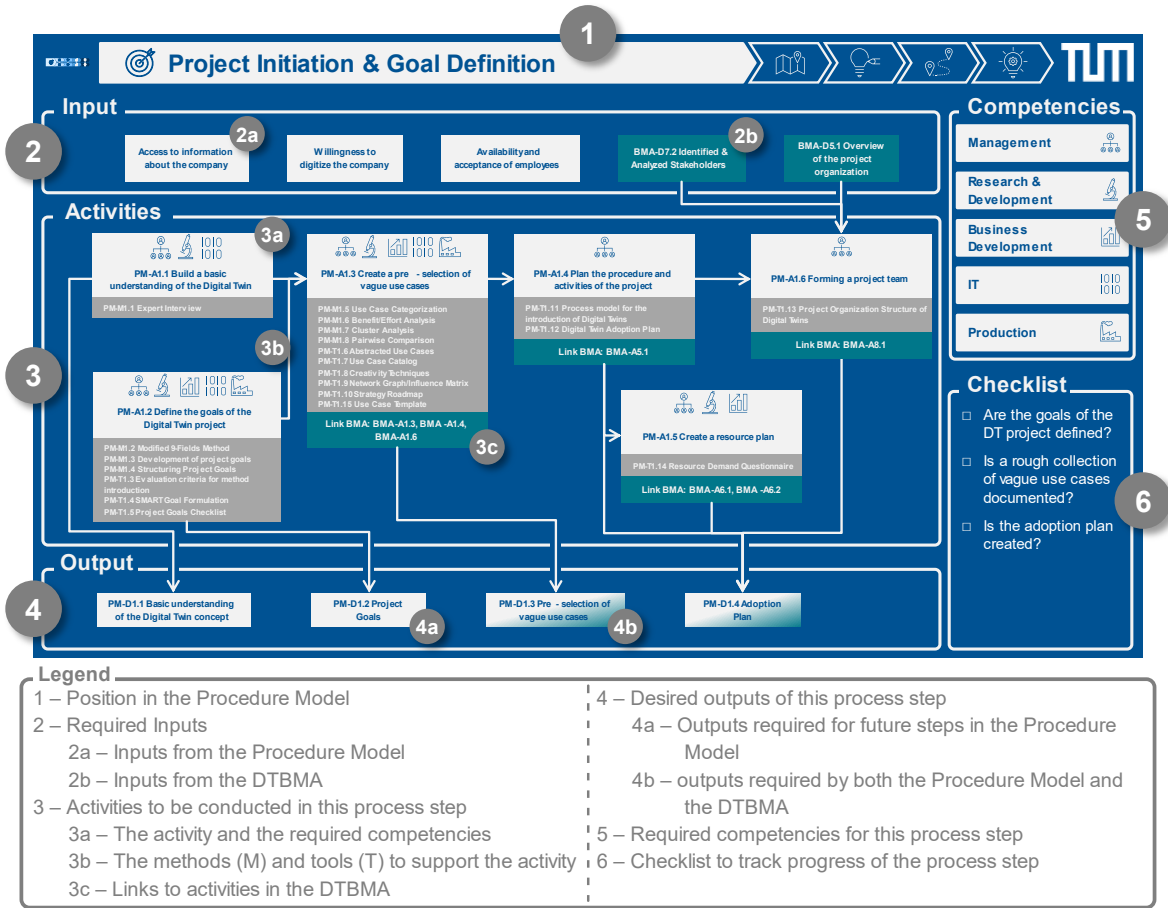 1
Project Initiation & Goal Definition
TUM
Input
2
2a
Access to information
about the company
Willingness to
digitize the company
Availability and
acceptance of employees
2b
BMA-D7.2 Identified &
Analyzed Stakeholders
BMA-D5.1 Overview
of the project
organization
Activities
3
3a
PM-A1.1 Build a basic
understanding of the Digital Twin
PM-M1.1 Expert Interview
3b
PM-A1.2 Define the goals of the
Digital Twin project
PM-M1.2 Modified 9-Fields Method
PM-M1.3 Development of project goals
PM-M1.4 Structuring Project Goals
PM-T1.3 Evaluation criteria for method
introduction
PM-T1.4 SMART Goal Formulation
PM-T1.5 Project Goals Checklist
PM-A1.3 Create a pre - selection of
vague use cases
PM-M1.5 Use Case Categorization
PM-M1.6 Benefit/Effort Analysis
PM-M1.7 Cluster Analysis
PM-M1.8 Pairwise Comparison
PM-T1.6 Abstracted Use Cases
PM-T1.7 Use Case Catalog
PM-T1.8 Creativity Techniques
PM-T1.9 Network Graph/Influence Matrix
PM-T1.10 Strategy Roadmap
PM-T1.15 Use Case Template
Link BMA: BMA-A1.3, BMA -A1.4,
BMA-A1.6
3c
PM-A1.4 Plan the procedure and
activities of the project
PM-T1.11 Process model for the
introduction of Digital Twins
PM-T1.12 Digital Twin Adoption Plan
Link BMA: BMA-A5.1
PM-A1.5 Create a resource plan
PM-T1.14 Resource Demand Questionnaire
Link BMA: BMA -A6.1, BMA -A6.2
PM-A1.6 Forming a project team
PM-T1.13 Project Organization Structure of
Digital Twins
Link BMA: BMA-A8.1
Output
4
PM-D1.1 Basic understanding
of the Digital Twin concept
PM-D1.2 Project
Goals
4a
PM-D1.3 Pre - selection of
vague use cases
4b
PM-D1.4 Adoption
Plan
Competencies
Management
Research &
Development
5
Business
Development
IT
Production
Checklist
Are the goals of the
DT project defined?
Is a rough collection
of vague use cases
documented?
6
Is the adoption plan
created?
Legend
1 – Position in the Procedure Model
2 – Required Inputs
2a – Inputs from the Procedure Model
2b – Inputs from the DTBMA
3 – Activities to be conducted in this process step
3a – The activity and the required competencies
3b – The methods (M) and tools (T) to support the activity
3c – Links to activities in the DTBMA
4 – Desired outputs of this process step
4a – Outputs required for future steps in the Procedure
Model
4b – outputs required by both the Procedure Model and
the DTBMA
5 – Required competencies for this process step
6 – Checklist to track progress of the process step